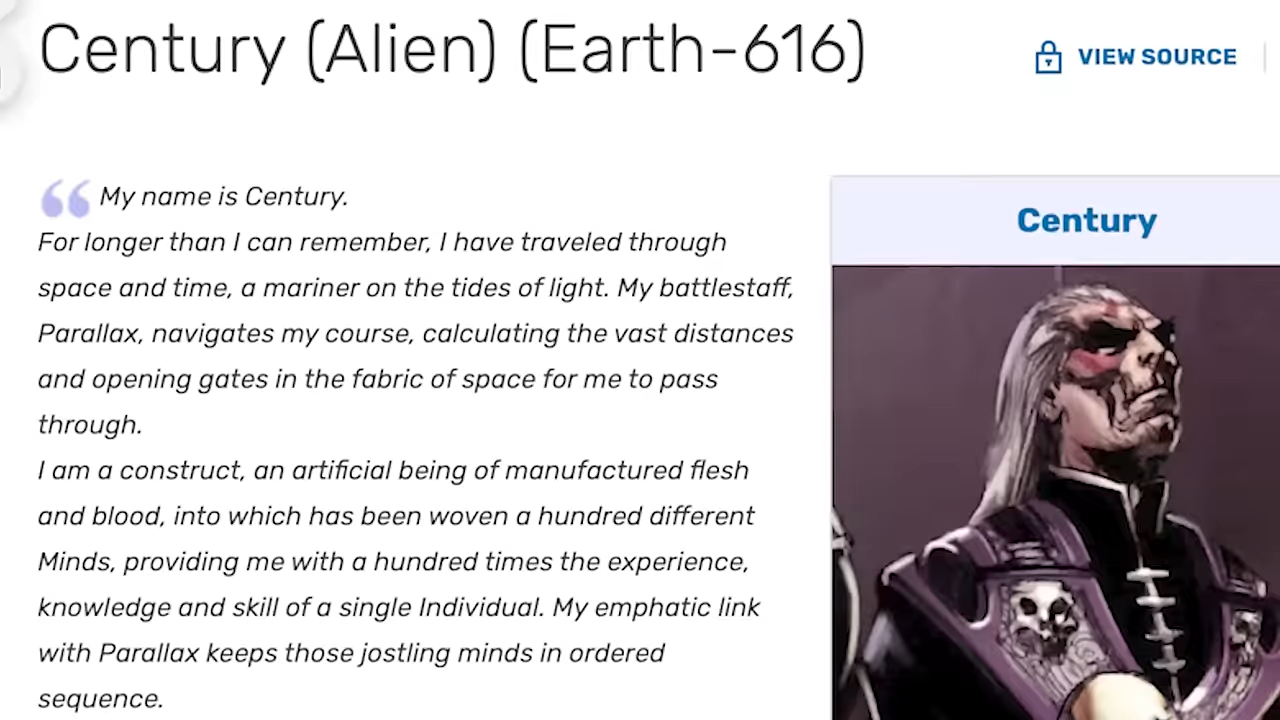 Century (Alien) (Earth-616)
VIEW SOURCE
My name is Century.
For longer than I can remember, I have traveled through
space and time, a mariner on the tides of light. My battlestaff,
Parallax, navigates my course, calculating the vast distances
and opening gates in the fabric of space for me to pass
through.
I am a construct, an artificial being of manufactured flesh
and blood, into which has been woven a hundred different
Minds, providing me with a hundred times the experience,
knowledge and skill of a single Individual. My emphatic link
with Parallax keeps those jostling minds in ordered
sequence.
Century